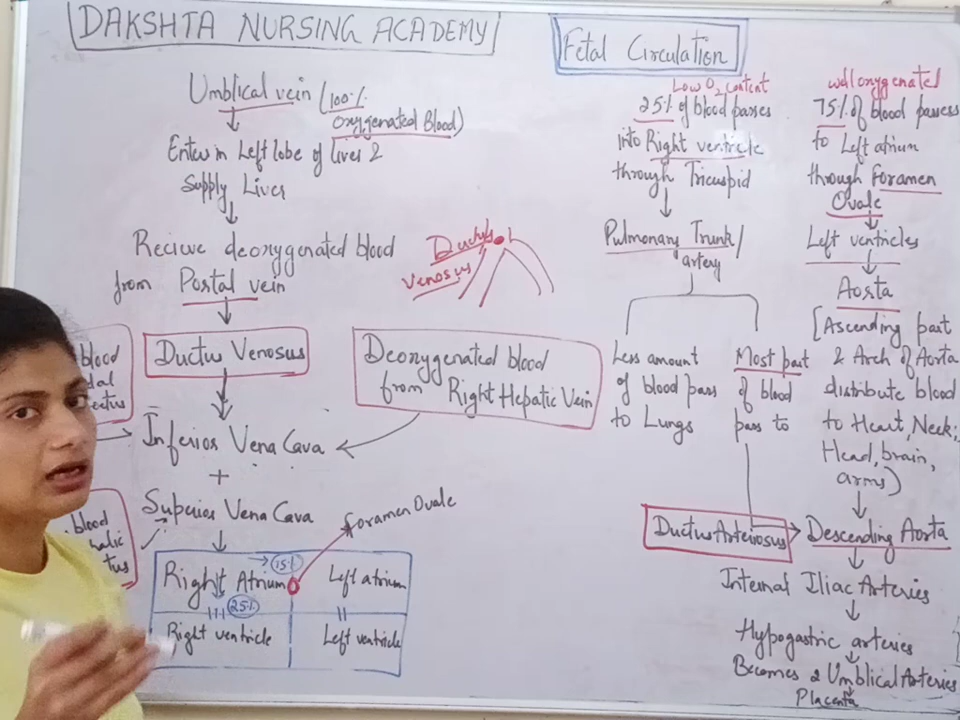 DAKSHTA NURSING ACADEMY
Fetal Circulation
Umblical vein (100%
oxygenated Blood)
Enters in Left lobe of liver &
Supply Liver
Recieve deoxygenated blood
from Portal vein
Ductus Venosus
Ductus
Venosus
Deoxygenated blood
from Right Hepatic Vein
blood
Inferior Vena Cava
+
Superior Vena Cava
blood
Foramen Ovale
Right Atrium
75%
Left atrium
25%
Right ventricle
Left ventricle
Low O2 content
25% of blood passes
into Right ventricle
through Tricuspid
Pulmonary Trunk/
artery
Less amount
of blood pass
to Lungs
Most part
of blood
pass to
Ductus Arteriosus
well oxygenated
75% of blood passess
to Left atrium
through Foramen
Ovale
Left ventricles
Aorta
[Ascending part
& Arch of Aorta
distribute blood
to Heart, Neck;
Head, brain,
arms)
Descending Aorta
Internal Iliac Arteries
Hypogastric arteries
Becomes 2 Umblical Arteries
Placenta